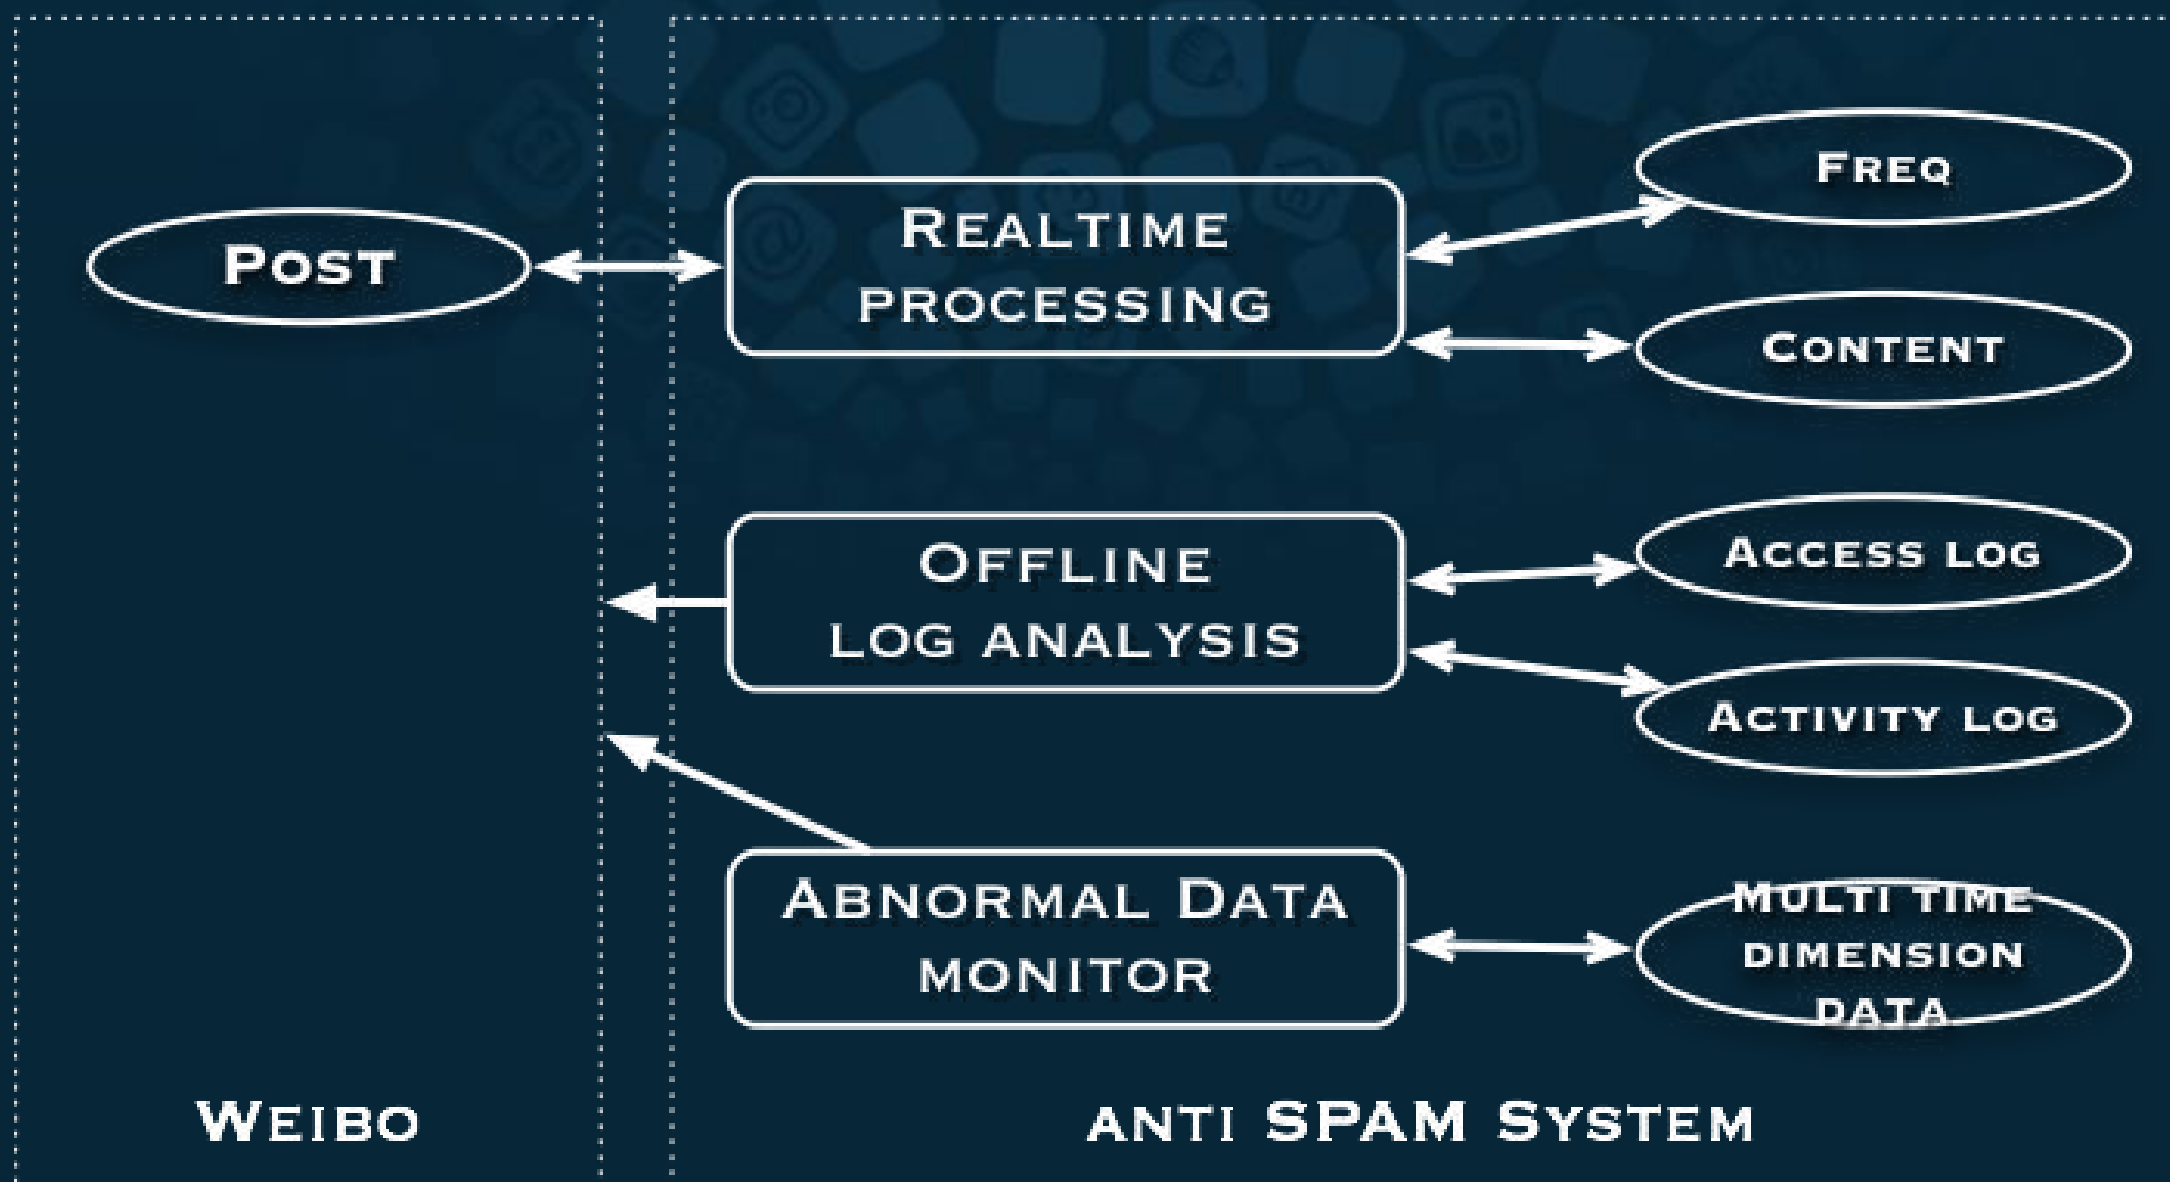 Post
Realtime
processing
Freq
Content
Offline
log analysis
Access log
Activity log
Abnormal Data
monitor
Multi time
dimension
data
Weibo
anti SPAM System